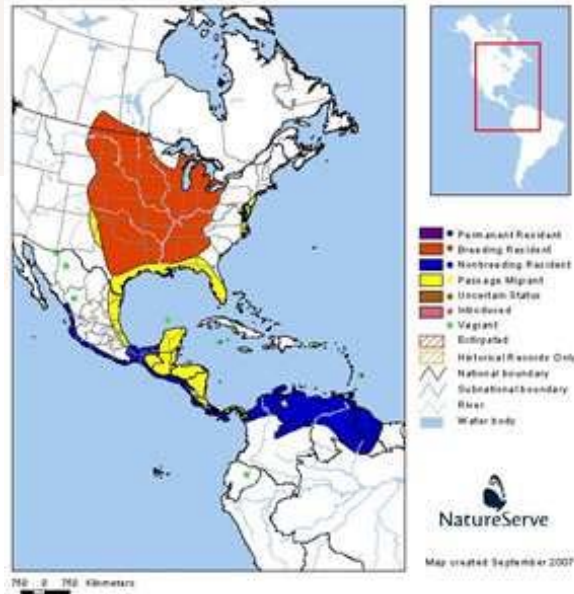 Permanant Resident
Breeding Resident
Nonbreeding Resident
Passage Migrant
Uncertain Status
Introduced
Vagrant
Extirpated
Historical Records Only
National boundary
Subnational boundary
River
Water body
NatureServe
Map created September 2007
750 0 750 Kilometers